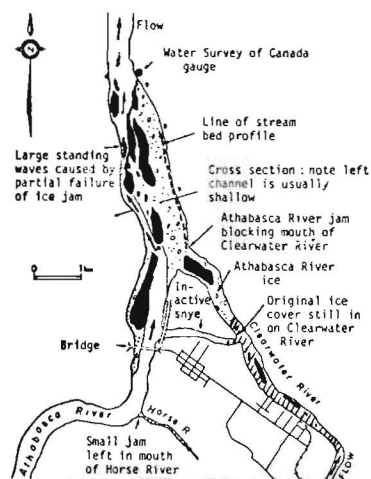 Flow
Water Survey of Canada
gauge
N
Line of stream
bed profile
Large standing
waves caused by
partial failure
of ice jam
Cross section: note left
channel is usually
shallow
Athabasca River jam
blocking mouth of
Clearwater River
0 1km
Athabasca River
ice
In-
active
snye
Original ice
cover still in
on Clearwater
River
Clearwater River
Bridge
Athabasca River
Horse R
Small jam
left in mouth
of Horse River
FLOW